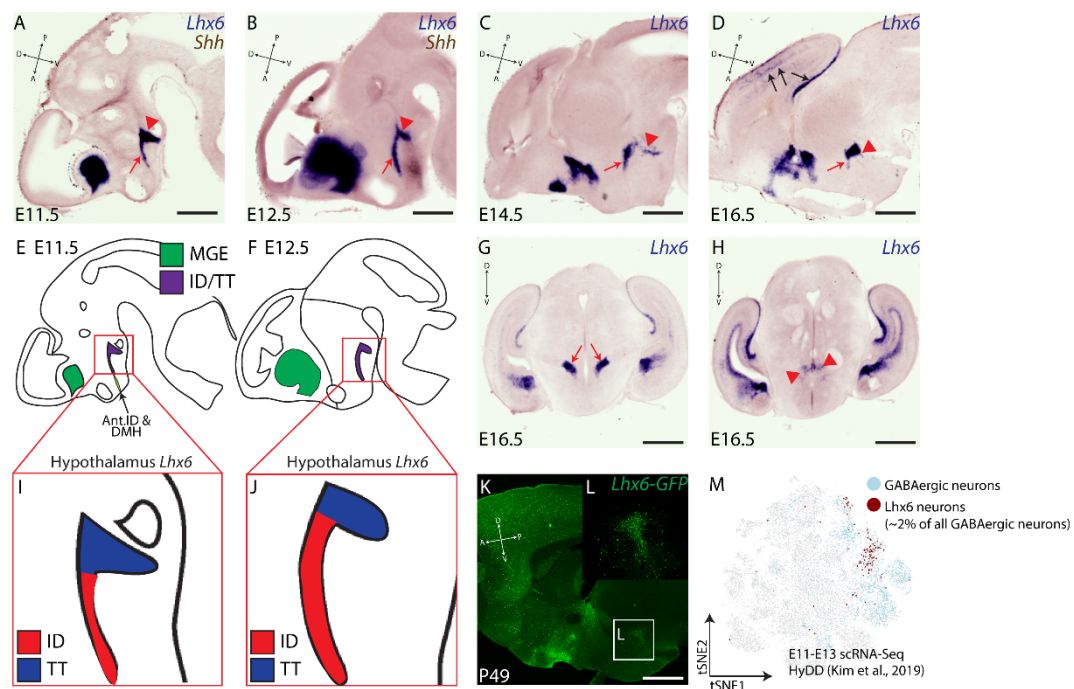 A
Lhx6
Shh
P
D
V
A
E11.5
B
Lhx6
Shh
P
D
V
A
E12.5
C
Lhx6
P
D
V
A
E14.5
D
Lhx6
P
D
V
A
E16.5
E E11.5
MGE
ID/TT
Ant.ID &
DMH
F E12.5
G
Lhx6
D
V
E16.5
H
Lhx6
D
V
E16.5
Hypothalamus Lhx6
I
ID
TT
Hypothalamus Lhx6
J
ID
TT
K
D
A
P
V
L
P49
L
Lhx6-GFP
M
GABAergic neurons
Lhx6 neurons
(~2% of all GABAergic neurons)
tSNE2
tSNE1
E11-E13 scRNA-Seq
HyDD (Kim et al., 2019)